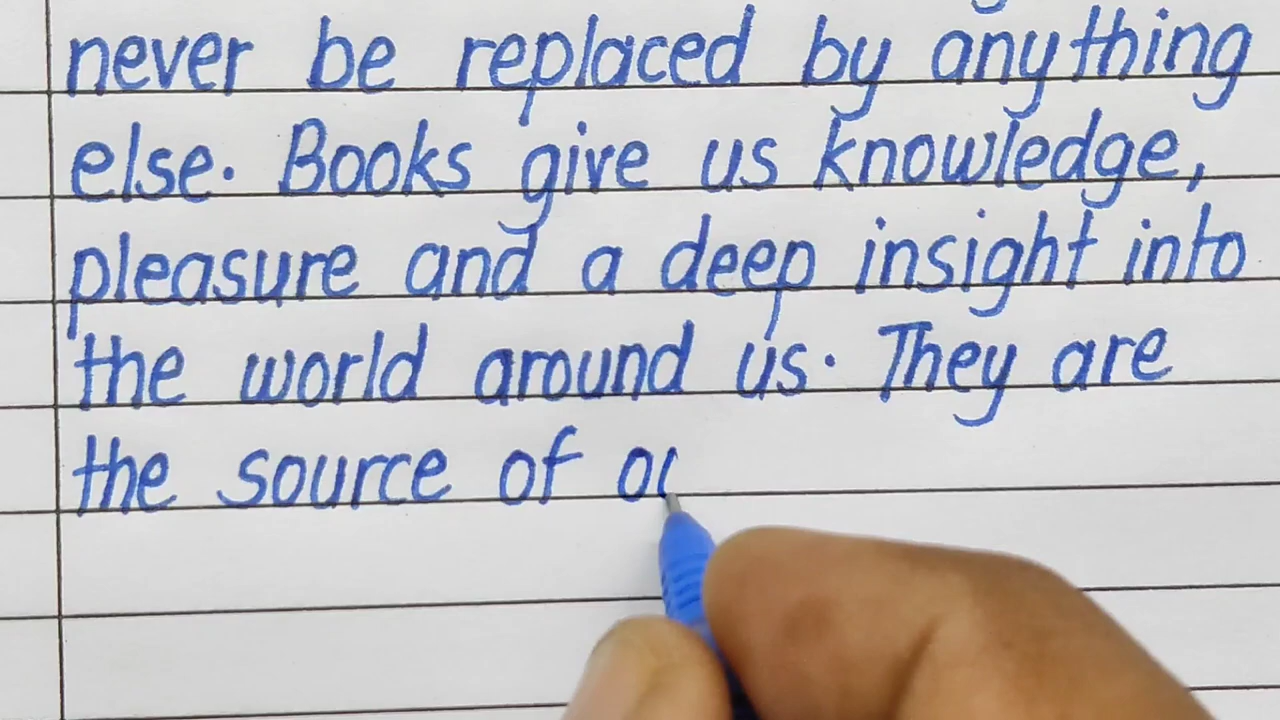 never be replaced by anything
else. Books give us knowledge,
pleasure and a deep insight into
the world around us. They are
the source of